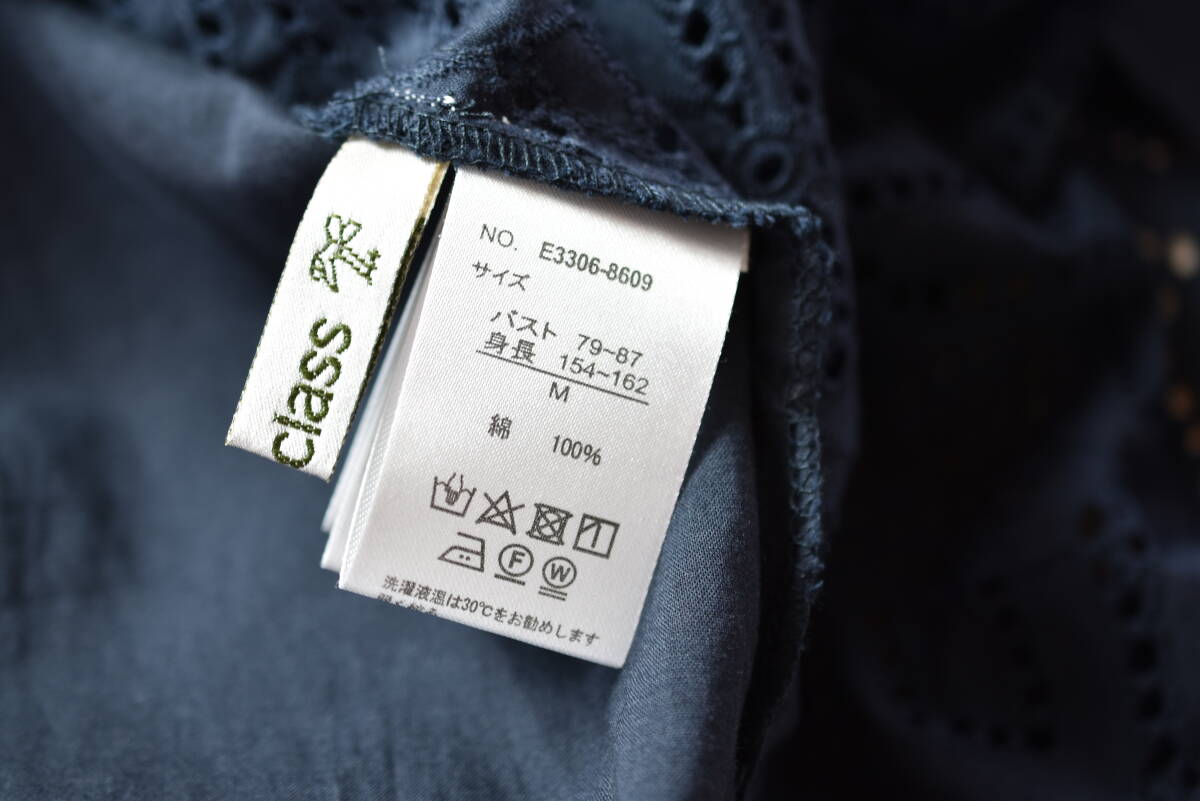 class
NO. E3306-8609
サイズ
バスト 79~87
身長 154~162
M
綿 100%
F W
洗濯液温は30℃をお勧めします